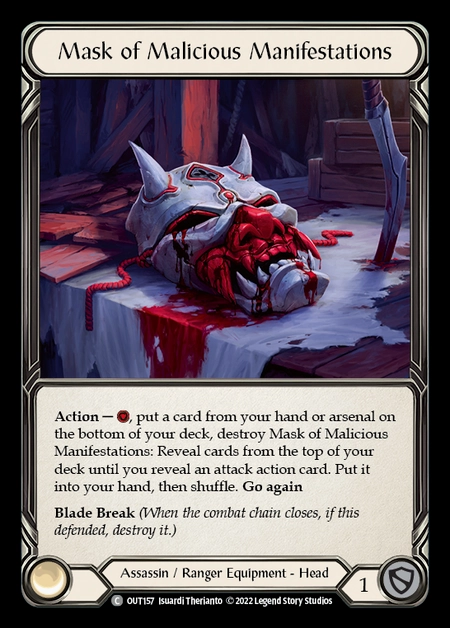 Mask of Malicious Manifestations
Action — , put a card from your hand or arsenal on
the bottom of your deck, destroy Mask of Malicious
Manifestations: Reveal cards from the top of your
deck until you reveal an attack action card. Put it
into your hand, then shuffle. Go again
Blade Break (When the combat chain closes, if this
defended, destroy it.)
Assassin / Ranger Equipment - Head
1
C OUT157 Isuardi Therianto © 2022 Legend Story Studios